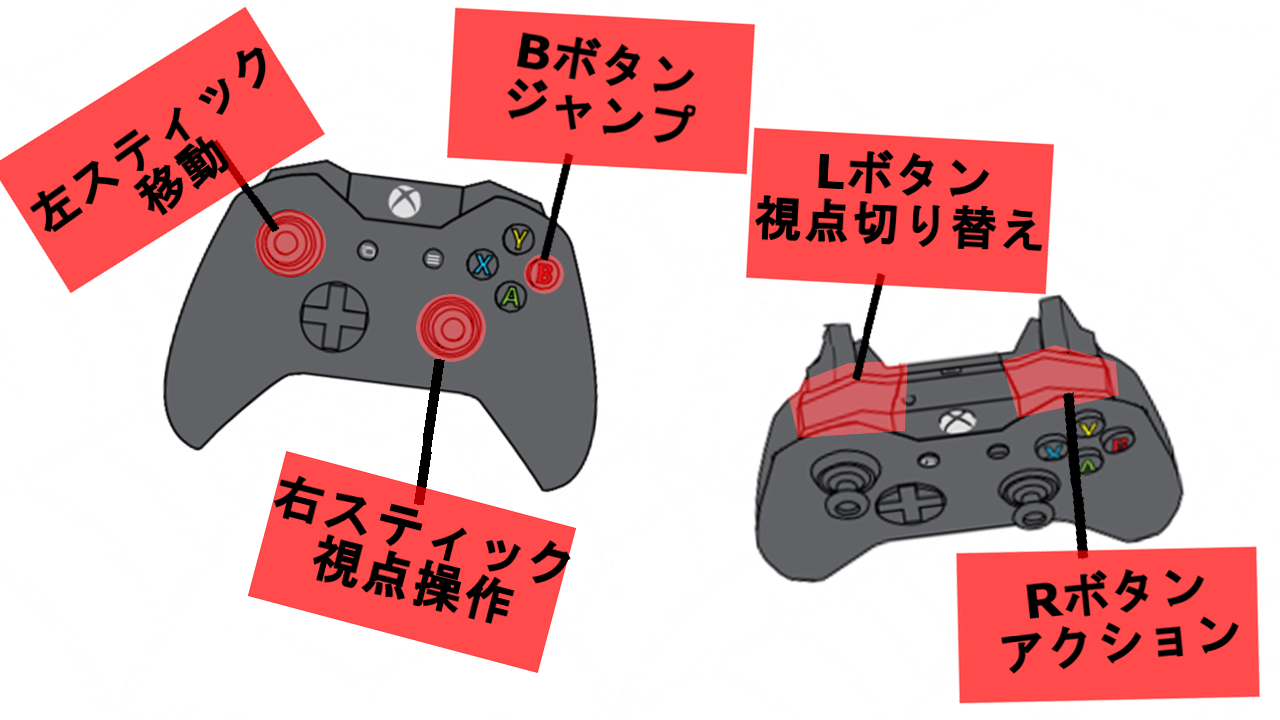 左スティック
移動
Bボタン
ジャンプ
Lボタン
視点切り替え
Y
X
B
A
右スティック
視点操作
Y
X
B
A
Rボタン
アクション